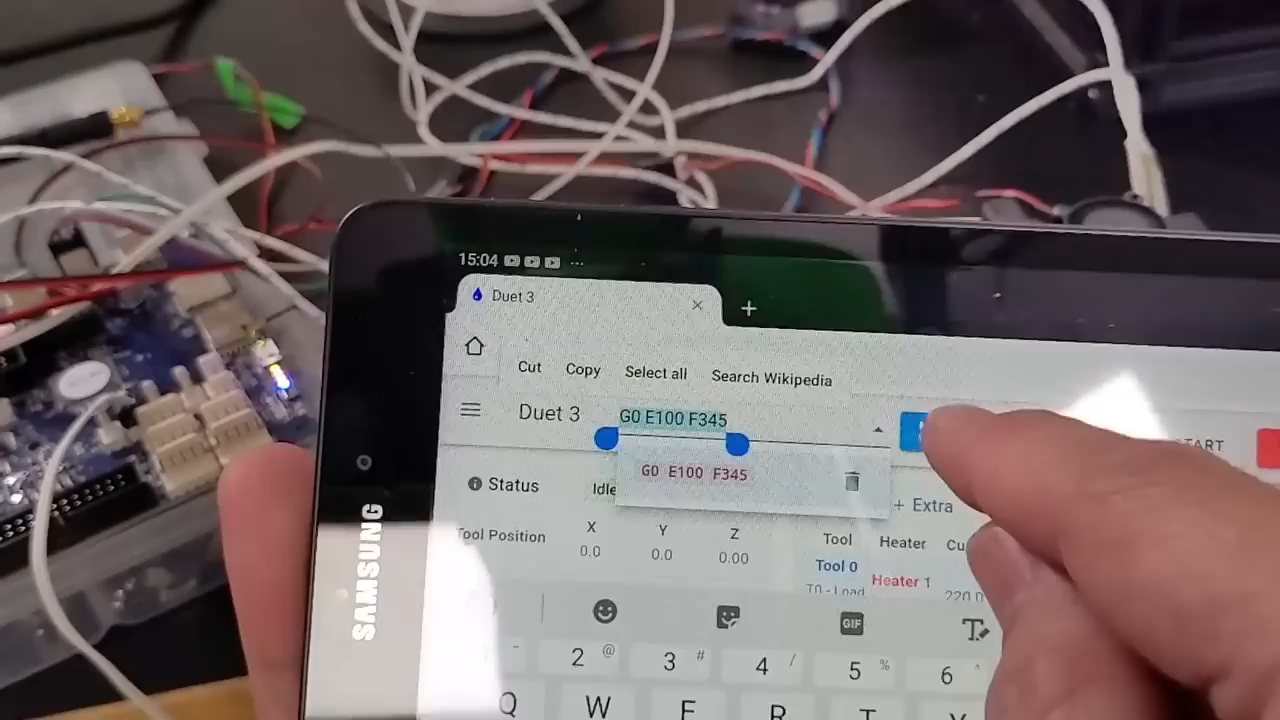 15:04 ...
Duet 3
Cut Copy Select all Search Wikipedia
Duet 3 G0 E100 F345
G0 E100 F345
Status Idle
+ Extra
Tool Position X Y Z
0.0 0.0 0.00
Tool Heater
Tool 0 Heater 1
SAMSUNG
GIF
2 @ 3 # 4 / 5 % 6 ^
Q W